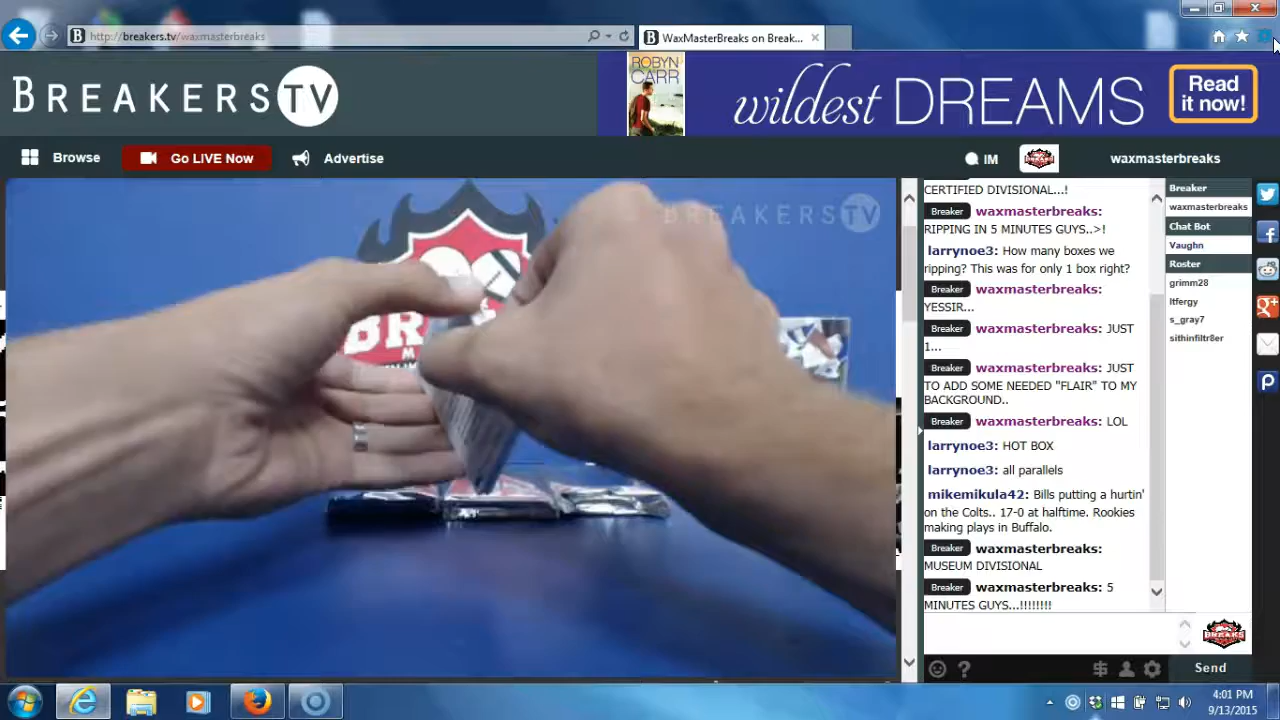 http://breakers.tv/waxmasterbreaks
WaxMasterBreaks on Break...
BREAKERSTV
ROBYN
CARR
wildest DREAMS
Read
it now!
Browse
Go LIVE Now
Advertise
IM
waxmasterbreaks
BREAKERSTV
BR
CERTIFIED DIVISIONAL...!
Breaker waxmasterbreaks:
RIPPING IN 5 MINUTES GUYS..>!
larrynoe3: How many boxes we
ripping? This was for only 1 box right?
Breaker waxmasterbreaks:
YESSIR...
Breaker waxmasterbreaks: JUST
1...
Breaker waxmasterbreaks: JUST
TO ADD SOME NEEDED "FLAIR" TO MY
BACKGROUND..
Breaker waxmasterbreaks: LOL
larrynoe3: HOT BOX
larrynoe3: all parallels
mikemikula42: Bills putting a hurtin'
on the Colts.. 17-0 at halftime. Rookies
making plays in Buffalo.
Breaker waxmasterbreaks:
MUSEUM DIVISIONAL
Breaker waxmasterbreaks: 5
MINUTES GUYS...!!!!!!!!
Breaker
waxmasterbreaks
Chat Bot
Vaughn
Roster
grimm28
ltfergy
s_gray7
sithinfiltr8er
BREAKS
Send
4:01 PM
9/13/2015